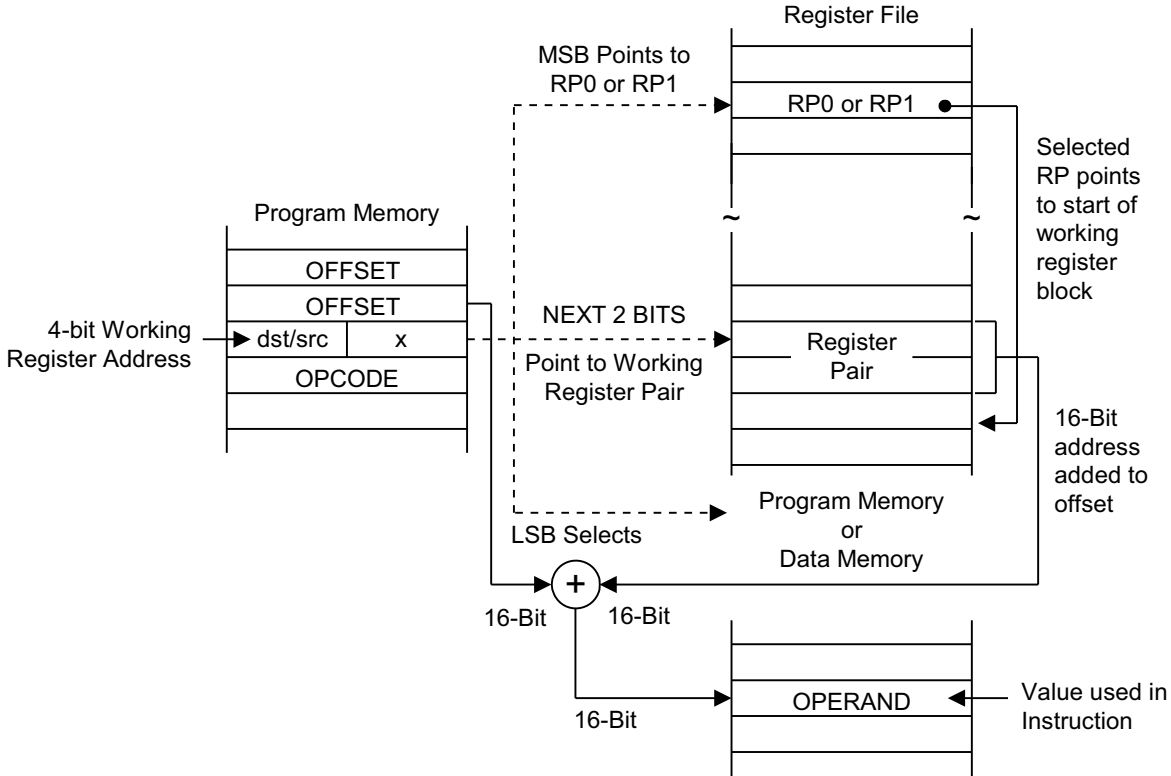 Register File
MSB Points to
RP0 or RP1
RP0 or RP1
Selected
RP points
to start of
working
register
block
~
~
Program Memory
OFFSET
OFFSET
4-bit Working
Register Address
dst/src
x
OPCODE
NEXT 2 BITS
Point to Working
Register Pair
Register
Pair
16-Bit
address
added to
offset
LSB Selects
Program Memory
or
Data Memory
+
16-Bit
16-Bit
16-Bit
OPERAND
Value used in
Instruction